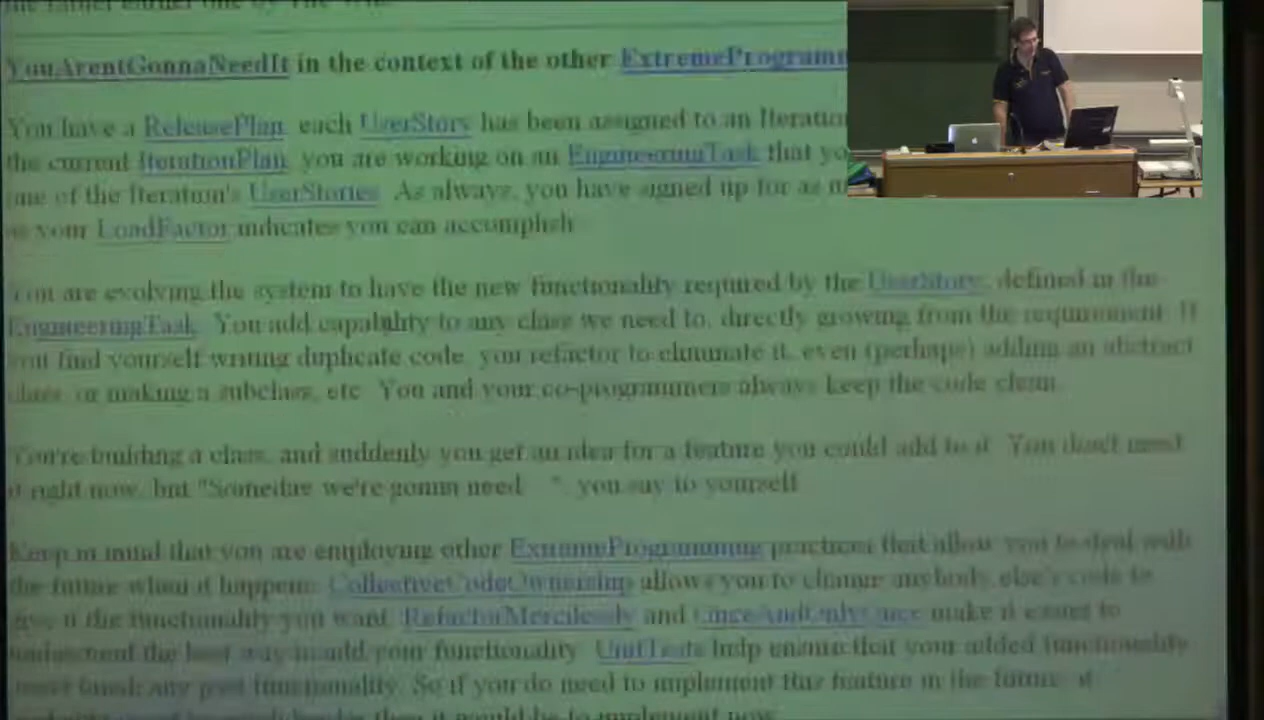 YouArentGonnaNeedIt in the context of the other
You have a ReleasePlan, each UserStory has been assigned to an Iteration
the current IterationPlan, you are working on an EngineeringTask that
one of the Iteration's UserStories. As always, you have signed up for as
as your LoadFactor indicates you can accomplish.
You are evolving the system to have the new functionality required by the UserStory, defined in the
EngineeringTask. You add capability to any class we need to, directly growing from the requirement. If
you find yourself writing duplicate code, you refactor to eliminate it, even (perhaps) adding an abstract
class, or making a subclass, etc. You and your co-programmers always keep the code clean.
You're building a class, and suddenly you get an idea for a feature you could add to it. You don't need
it right now, but "Someday we're gonna need ...", you say to yourself.
Keep in mind that you are employing other ExtremeProgramming practices that allow you to deal with
the future when it happens. CollectiveCodeOwnership allows you to change anybody else's code to
give it the functionality you want. RefactorMercilessly and OnceAndOnlyOnce make it easier to
understand the best way to add your functionality. UnitTests help ensure that your added functionality
any past functionality. So if you do need to implement this feature in the future, it
than it would be to implement now.